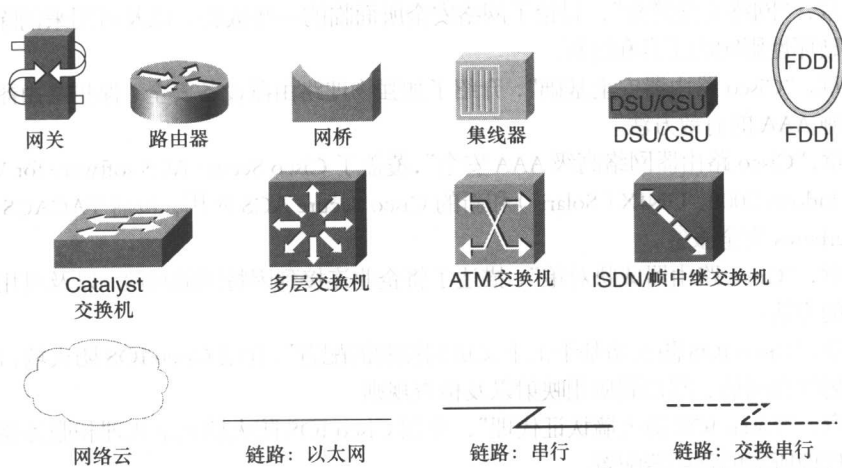 FDDI
DSU/CSU
网关
路由器
网桥
集线器
DSU/CSU
FDDI
Catalyst
交换机
多层交换机
ATM交换机
ISDN/帧中继交换机
网络云
链路：以太网
链路：串行
链路：交换串行